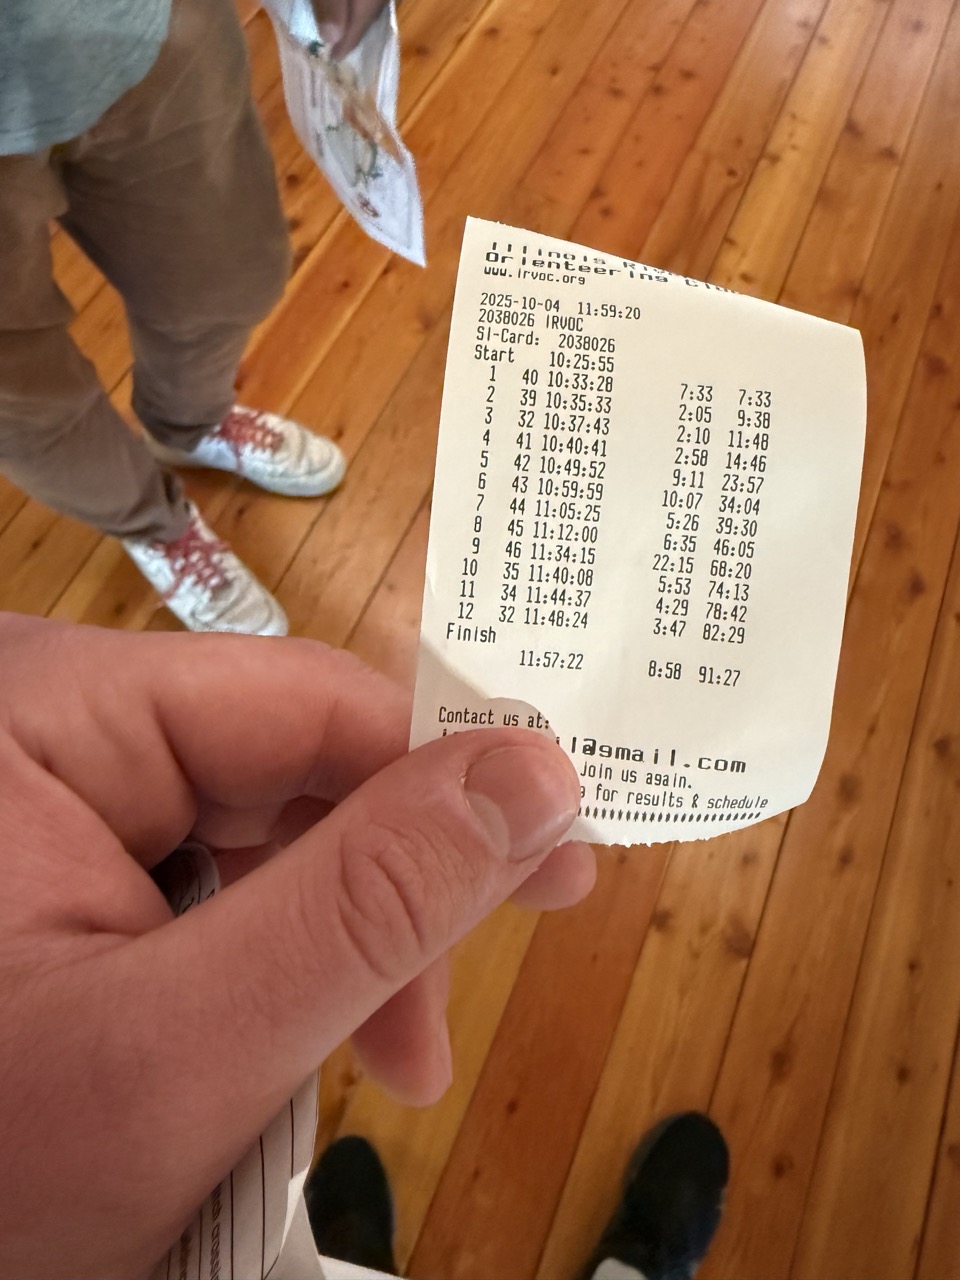 Illinois
Orienteering
www.irvoc.org
2025-10-04 11:59:20
2038026 IRVOC
SI-Card: 2038026
Start 10:25:55
1 40 10:33:28 7:33 7:33
2 39 10:35:33 2:05 9:38
3 32 10:37:43 2:10 11:48
4 41 10:40:41 2:58 14:46
5 42 10:49:52 9:11 23:57
6 43 10:59:59 10:07 34:04
7 44 11:05:25 5:26 39:30
8 45 11:12:00 6:35 46:05
9 46 11:34:15 22:15 68:20
10 35 11:40:08 5:53 74:13
11 34 11:44:37 4:29 78:42
12 32 11:48:24 3:47 82:29
Finish
11:57:22 8:58 91:27
Contact us at:
l@gmail.com
join us again.
for results & schedule